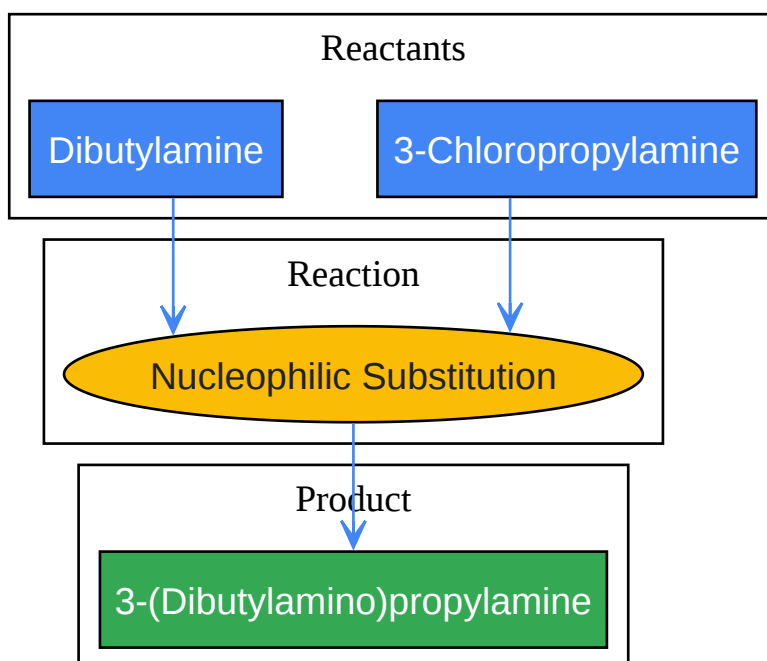 Reactants
Dibutylamine
3-Chloropropylamine
Reaction
Nucleophilic Substitution
Product
3-(Dibutylamino)propylamine